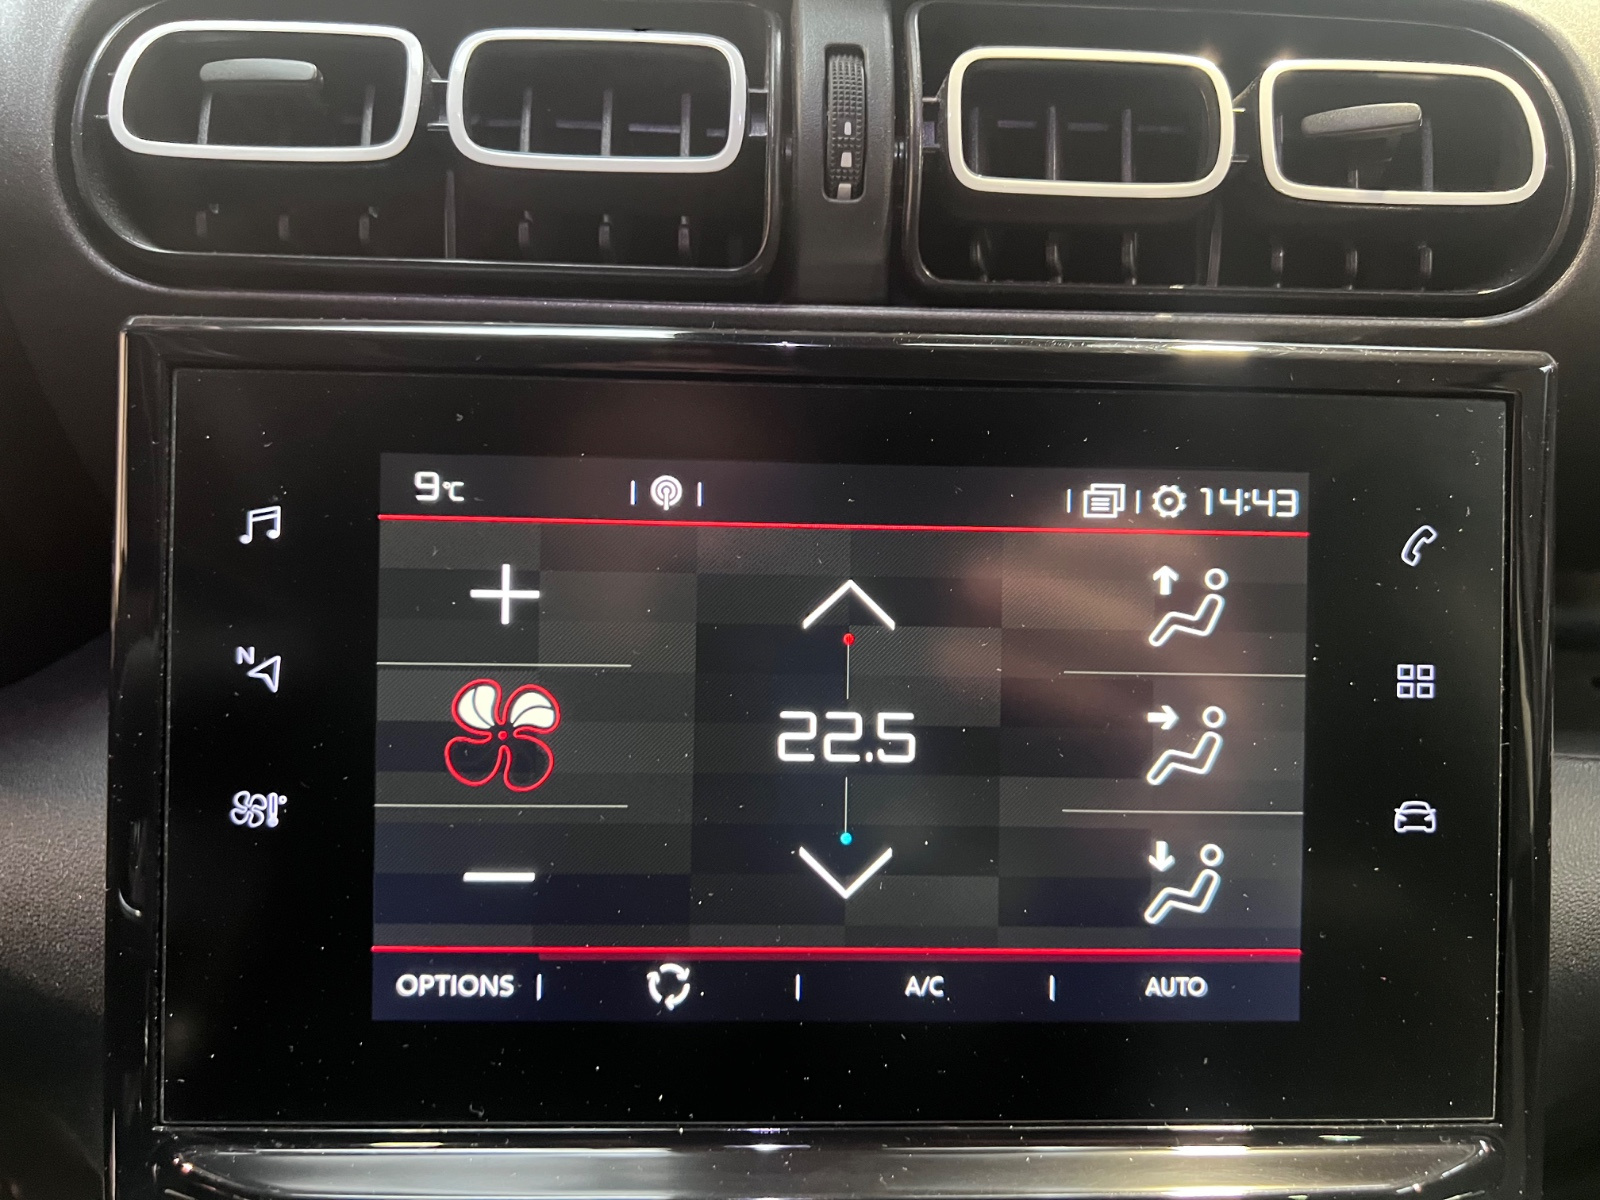 9°C
14:43
N
22.5
OPTIONS
A/C
AUTO